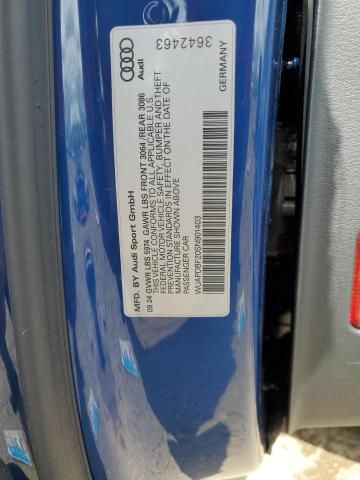 MFD. BY Audi Sport GmbH
09 24 GVWR LBS 5974 GAWR LBS FRONT 3064 /REAR 3086
THIS VEHICLE CONFORMS TO ALL APPLICABLE U.S.
FEDERAL MOTOR VEHICLE SAFETY, BUMPER AND THEFT
PREVENTION STANDARDS IN EFFECT ON THE DATE OF
MANUFACTURE SHOWN ABOVE
PASSENGER CAR
WUAPCBF20SN901403
Audi
3642463
GERMANY